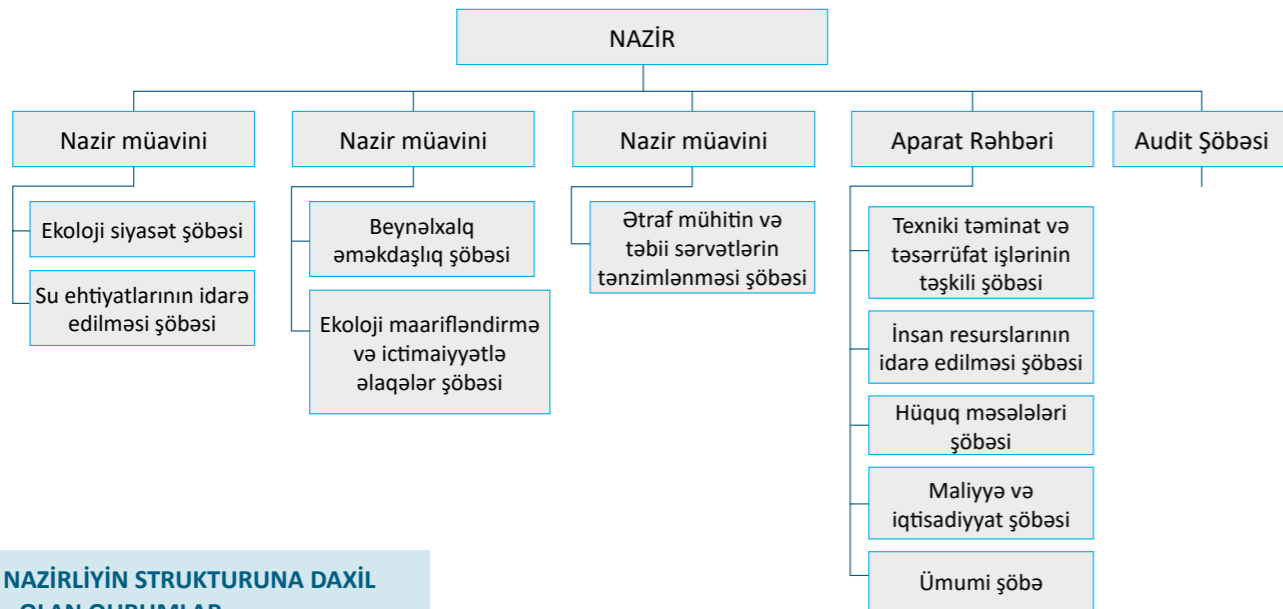 NAZİR
Nazir müavini
Nazir müavini
Nazir müavini
Aparat Rəhbəri
Audit Şöbəsi
Ekoloji siyasət şöbəsi
Su ehtiyatlarının idarə
edilməsi şöbəsi
Beynəlxalq
əməkdaşlıq şöbəsi
Ekoloji maarifləndirmə
və ictimaiyyətlə
əlaqələr şöbəsi
Ətraf mühitin və
təbii sərvətlərin
tənzimlənməsi şöbəsi
Texniki təminat və
təsərrüfat işlərinin
təşkili şöbəsi
İnsan resurslarının
idarə edilməsi şöbəsi
Hüquq məsələləri
şöbəsi
Maliyyə və
iqtisadiyyat şöbəsi
Ümumi şöbə
NAZİRLİYİN STRUKTURUNA DAXİL
OLAN QURUMLAR